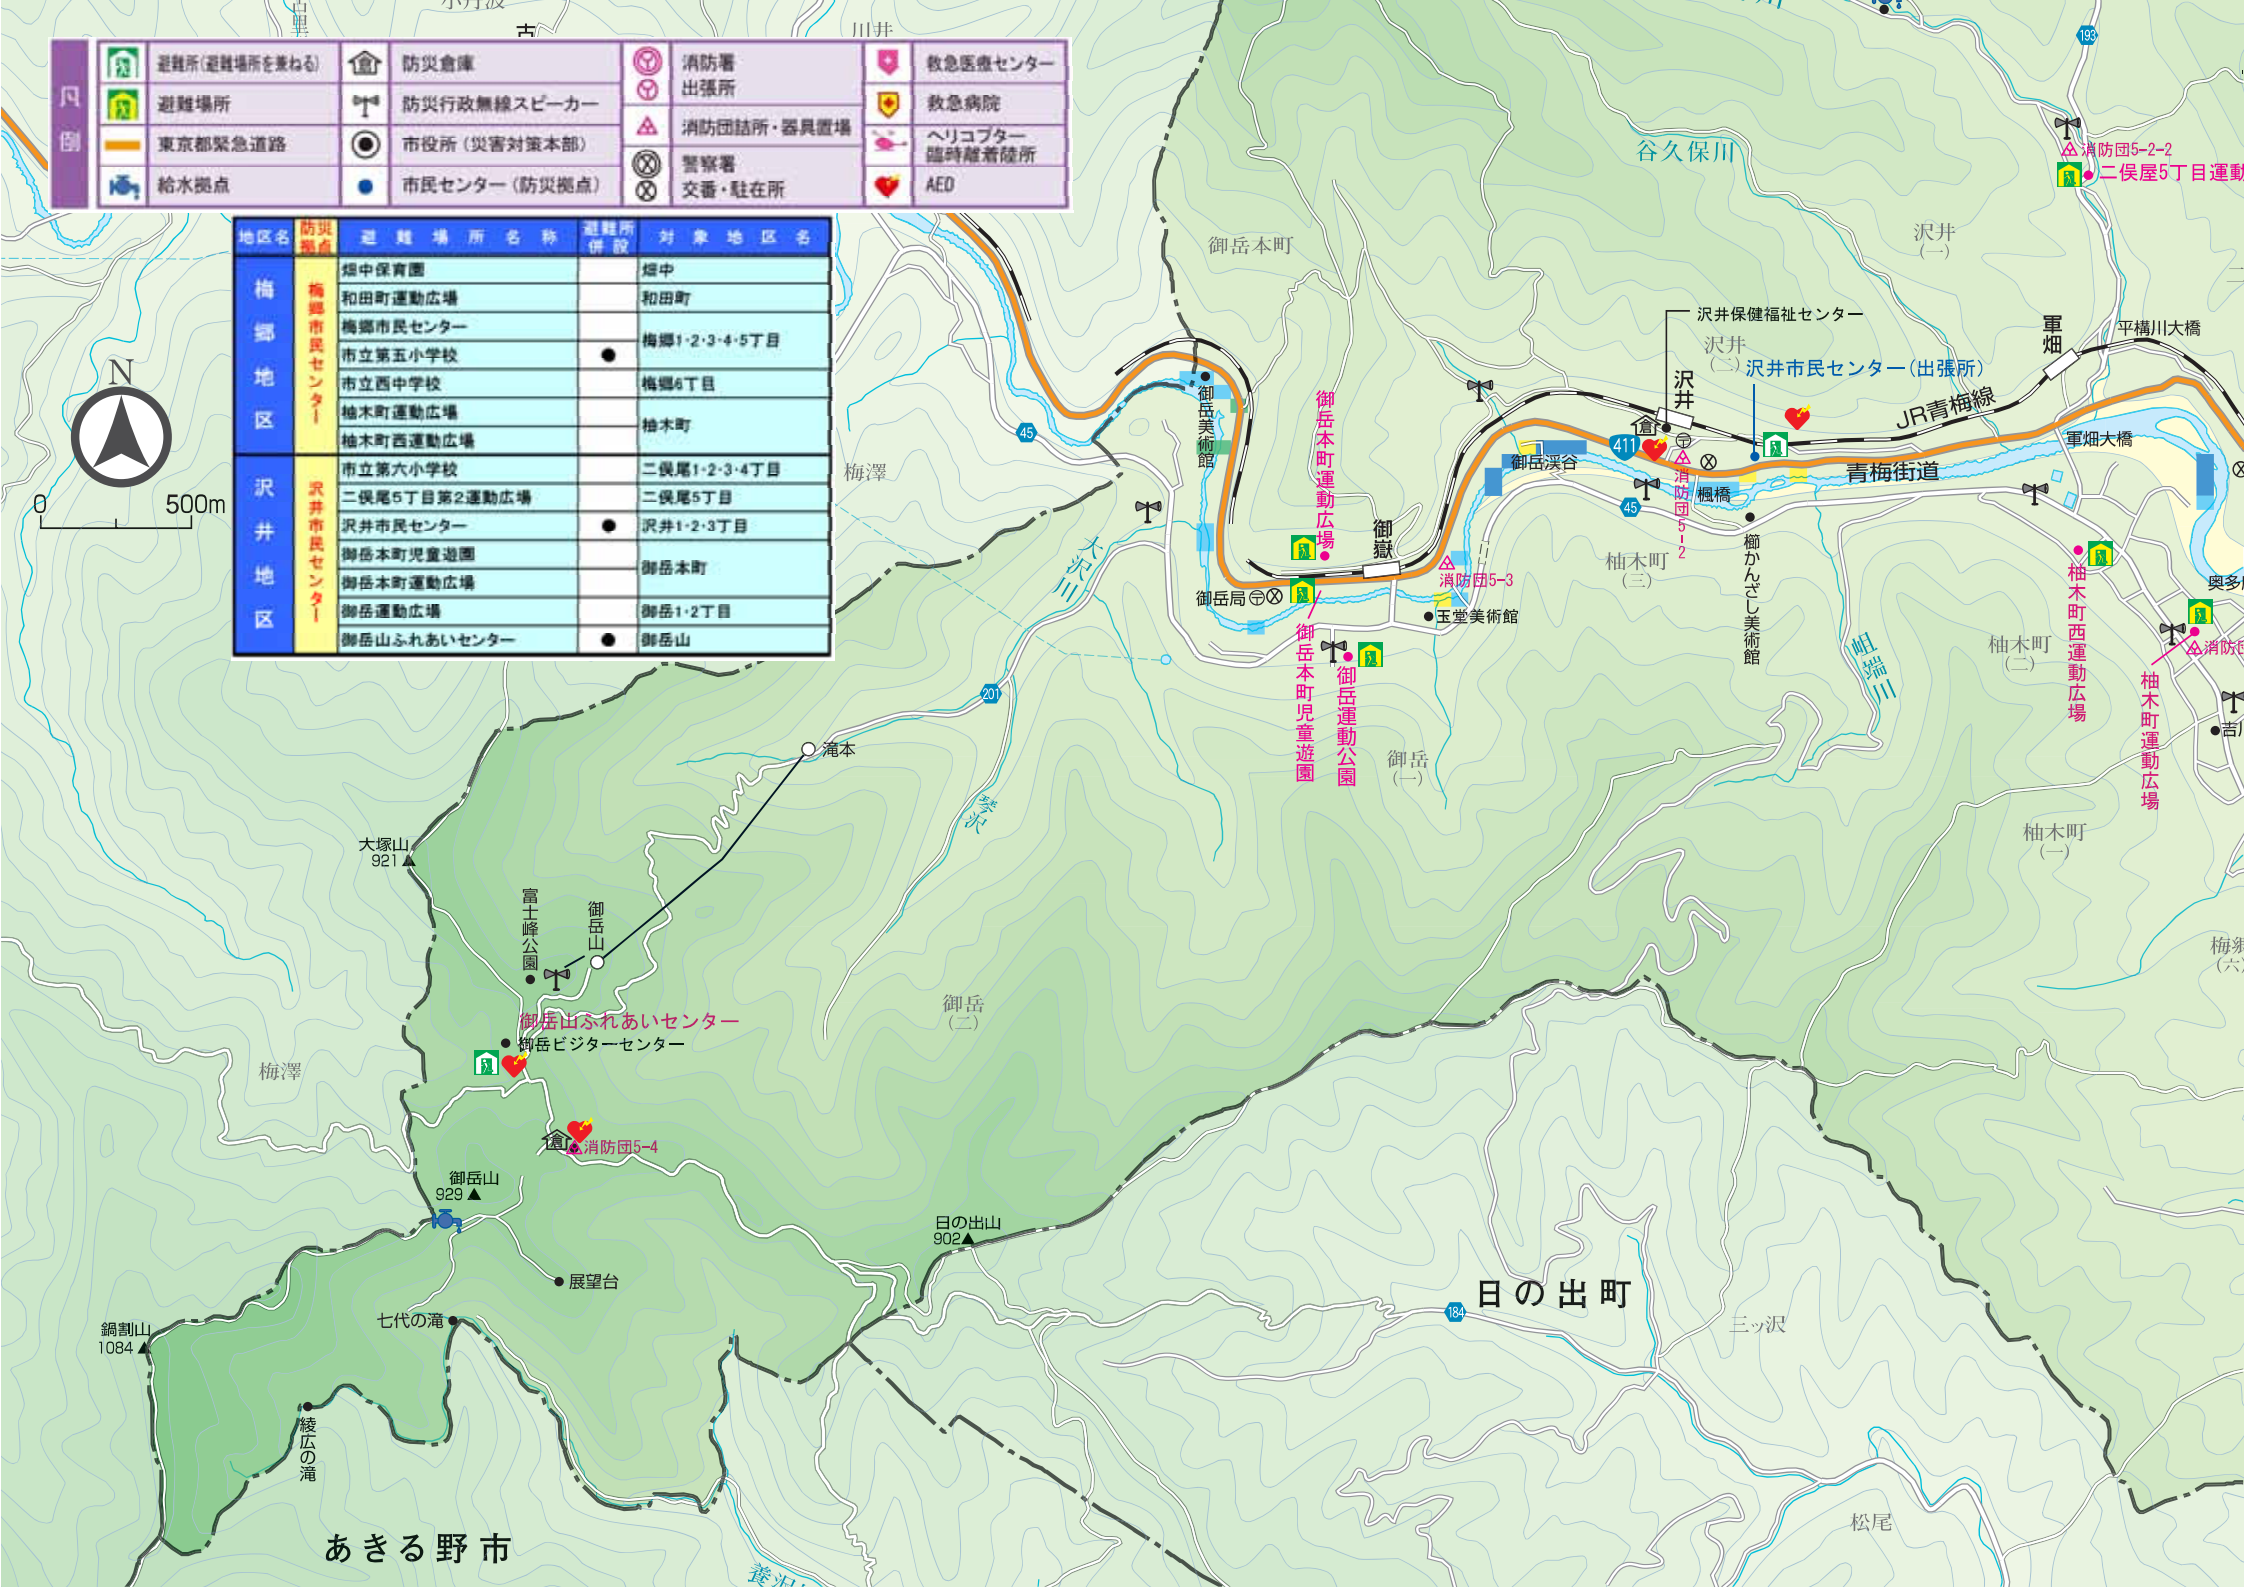 小丹波
古里
川井
凡例
避難所(避難場所を兼ねる)
避難場所
東京都緊急道路
給水拠点
防災倉庫
防災行政無線スピーカー
市役所(災害対策本部)
市民センター(防災拠点)
消防署
出張所
消防団詰所・器具置場
警察署
交番・駐在所
救急医療センター
救急病院
ヘリコプター
臨時離着陸所
AED
地区名 防災拠点 避難場所名称 避難所併設 対象地区名
梅郷地区 梅郷市民センター
畑中保育園 畑中
和田町運動広場 和田町
梅郷市民センター 梅郷1・2・3・4・5丁目
市立第五小学校 ●
市立西中学校 梅郷6丁目
柚木町運動広場 柚木町
柚木町西運動広場
沢井地区 沢井市民センター
市立第六小学校 二俣尾1・2・3・4丁目
二俣尾5丁目第2運動広場 二俣尾5丁目
沢井市民センター ● 沢井1・2・3丁目
御岳本町児童遊園 御岳本町
御岳本町運動広場
御岳運動広場 御岳1・2丁目
御岳山ふれあいセンター ● 御岳山
N
0 500m
193
消防団5-2-2
二俣屋5丁目運動
谷久保川
沢井
(一)
御岳本町
沢井保健福祉センター
沢井
(二)
沢井市民センター(出張所)
沢井
軍畑
平構川大橋
JR青梅線
軍畑大橋
青梅街道
411
45
45
梅澤
御岳美術館
御岳本町運動広場
御嶽
御岳渓谷
消防団5-2
楓橋
櫛かんざし美術館
柚木町
(三)
消防団5-3
玉堂美術館
御岳局
御岳本町児童遊園
御岳運動公園
御岳
(一)
大沢川
201
滝本
琴沢
岨端川
柚木町
(二)
柚木町西運動広場
柚木町運動広場
奥多
消防団
吉川
柚木町
(一)
梅郷
(六)
大塚山
921
富士峰公園
御岳山
御岳山ふれあいセンター
御岳ビジターセンター
御岳
(二)
梅澤
消防団5-4
御岳山
929
日の出山
902
展望台
七代の滝
鍋割山
1084
綾広の滝
あきる野市
養沢
184
日の出町
三ッ沢
松尾